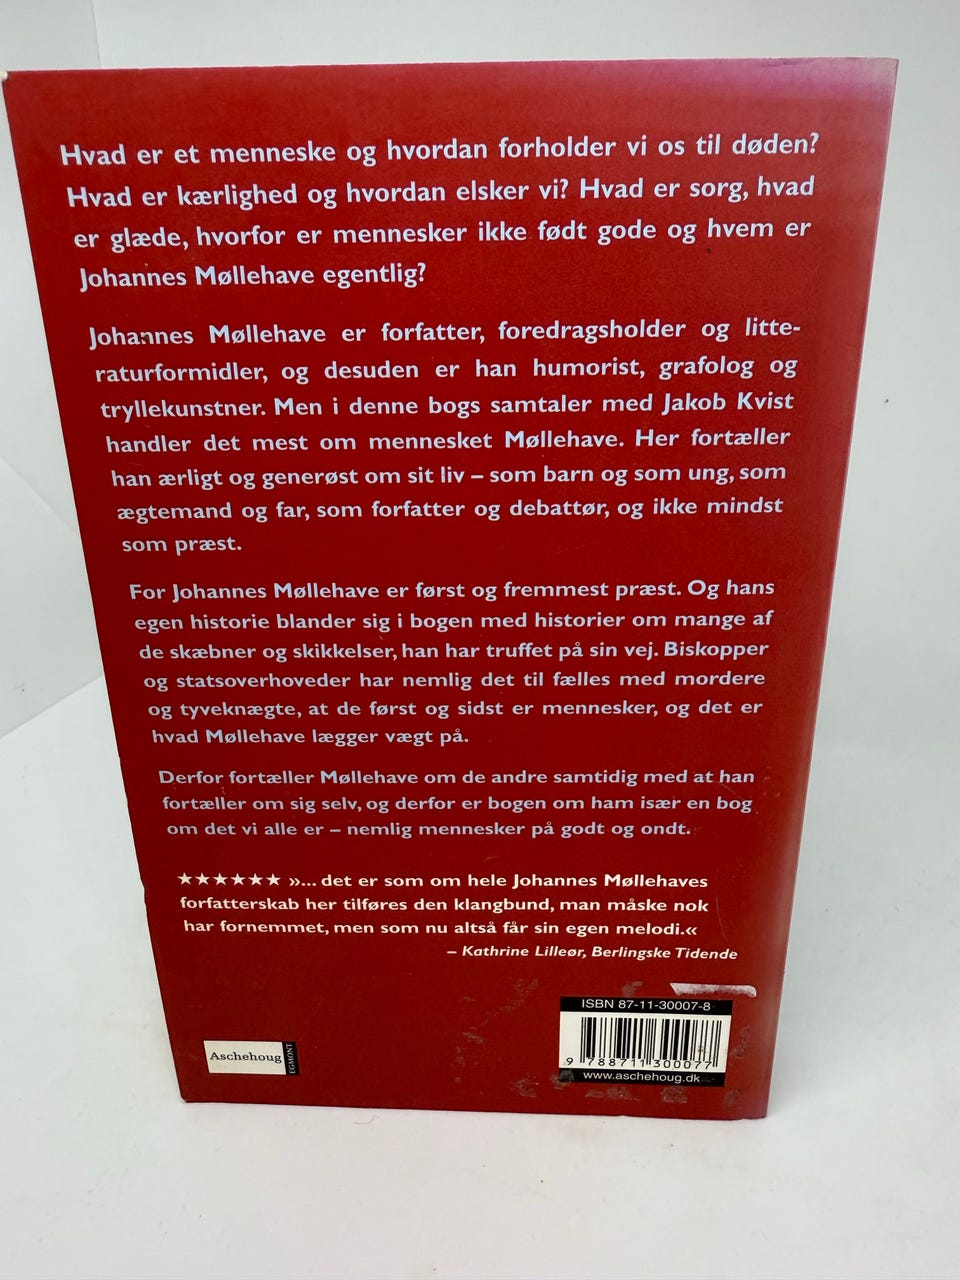 Hvad er et menneske og hvordan forholder vi os til døden?
Hvad er kærlighed og hvordan elsker vi? Hvad er sorg, hvad
er glæde, hvorfor er mennesker ikke født gode og hvem er
Johannes Møllehave egentlig?
Johannes Møllehave er forfatter, foredragsholder og litte-
raturformidler, og desuden er han humorist, grafolog og
tryllekunstner. Men i denne bogs samtaler med Jakob Kvist
handler det mest om mennesket Møllehave. Her fortæller
han ærligt og generøst om sit liv – som barn og som ung, som
ægtemand og far, som forfatter og debattør, og ikke mindst
som præst.
For Johannes Møllehave er først og fremmest præst. Og hans
egen historie blander sig i bogen med historier om mange af
de skæbner og skikkelser, han har truffet på sin vej. Biskopper
og statsoverhoveder har nemlig det til fælles med mordere
og tyveknægte, at de først og sidst er mennesker, og det er
hvad Møllehave lægger vægt på.
Derfor fortæller Møllehave om de andre samtidig med at han
fortæller om sig selv, og derfor er bogen om ham især en bog
om det vi alle er – nemlig mennesker på godt og ondt.
★★★★★★ »... det er som om hele Johannes Møllehaves
forfatterskab her tilføres den klangbund, man måske nok
har fornemmet, men som nu altså får sin egen melodi.«
– Kathrine Lilleør, Berlingske Tidende
ISBN 87-11-30007-8
9 788711 300077
www.aschehoug.dk
Aschehoug
EGMONT